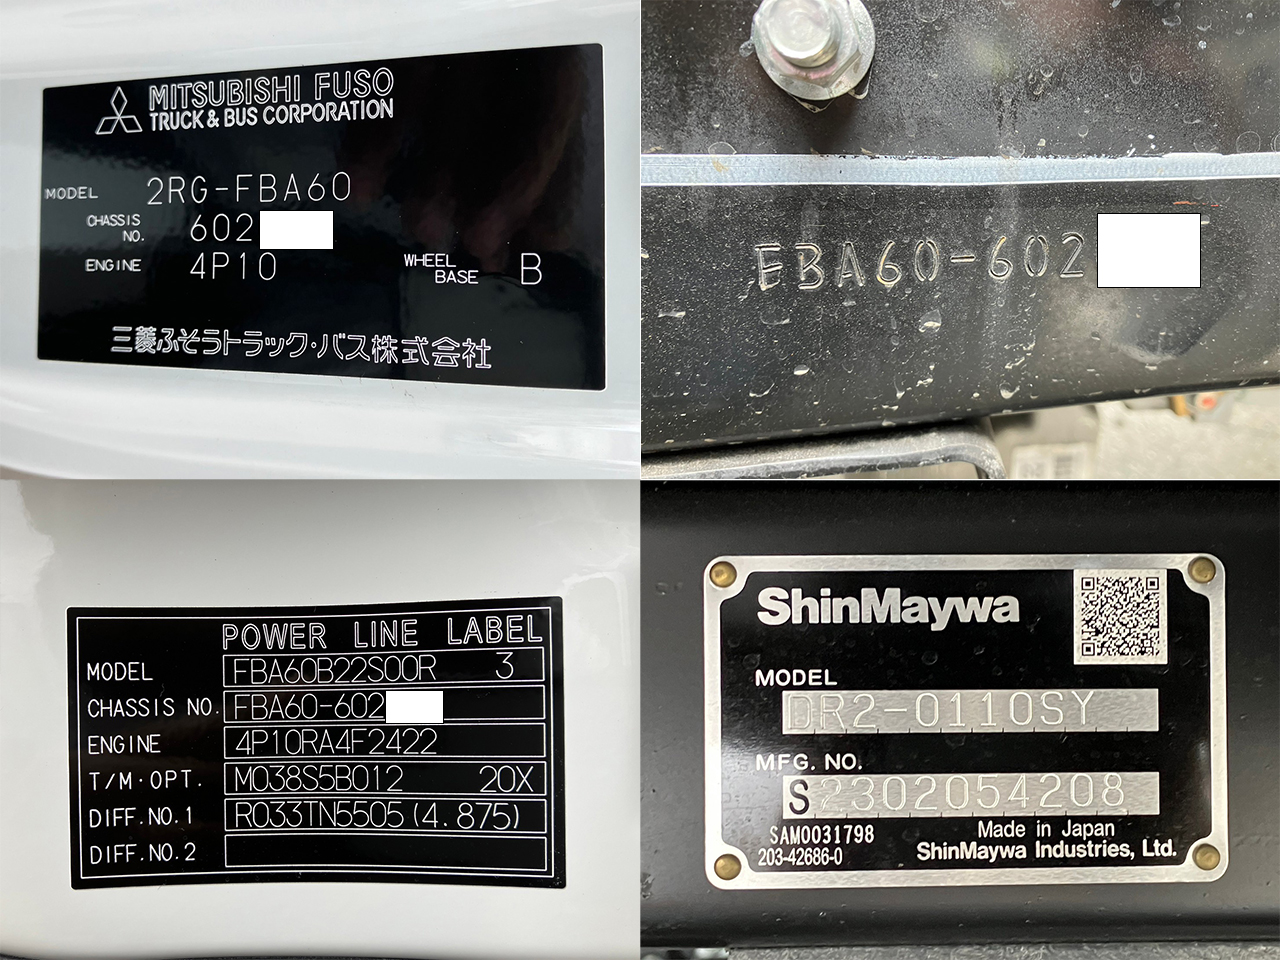 MITSUBISHI FUSO
TRUCK & BUS CORPORATION
MODEL 2RG-FBA60
CHASSIS NO. 602
ENGINE 4P10 WHEEL BASE B
三菱ふそうトラック・バス株式会社
FBA60-602
POWER LINE LABEL
MODEL FBA60B22S00R 3
CHASSIS NO. FBA60-602
ENGINE 4P10RA4F2422
T/M·OPT. M038S5B012 20X
DIFF.NO.1 R033TN5505 (4.875)
DIFF.NO.2
ShinMaywa
MODEL
DR2-0110SY
MFG. NO.
S2302054208
SAM0031798 Made in Japan
203-42686-0 ShinMaywa Industries, Ltd.